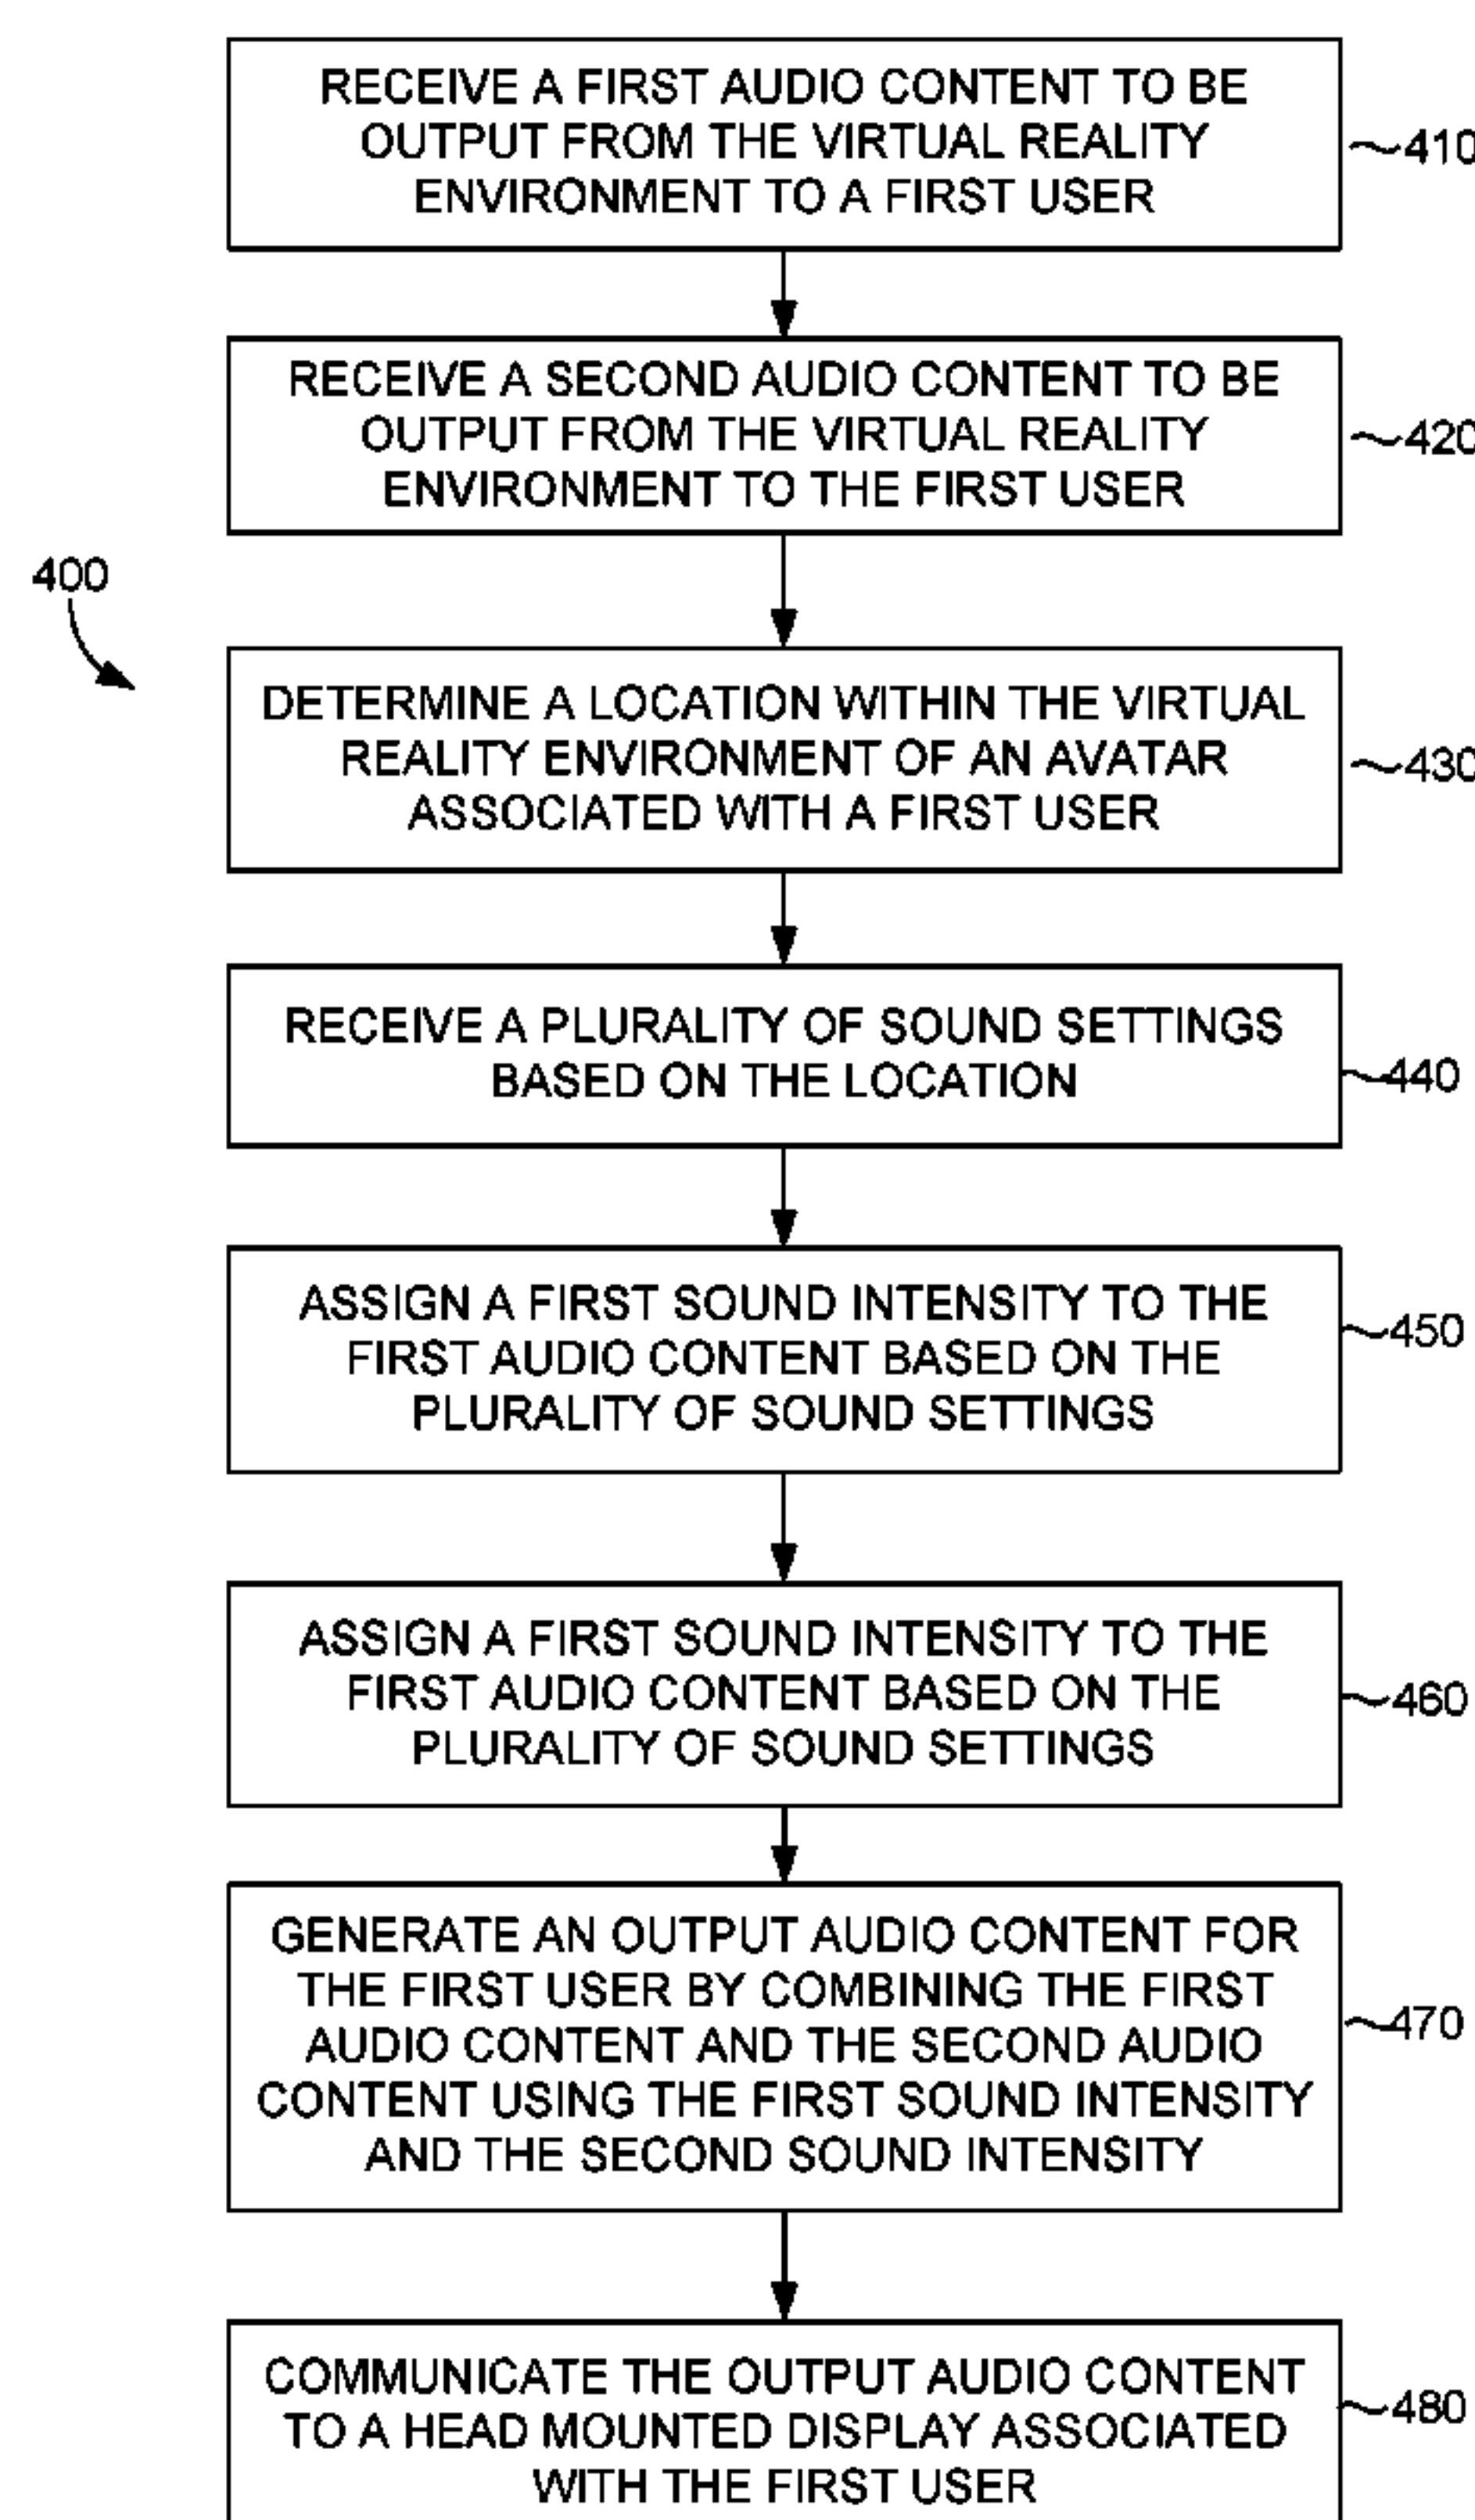 RECEIVE A FIRST AUDIO CONTENT TO BE
OUTPUT FROM THE VIRTUAL REALITY
ENVIRONMENT TO A FIRST USER
410
RECEIVE A SECOND AUDIO CONTENT TO BE
OUTPUT FROM THE VIRTUAL REALITY
ENVIRONMENT TO THE FIRST USER
420
400
DETERMINE A LOCATION WITHIN THE VIRTUAL
REALITY ENVIRONMENT OF AN AVATAR
ASSOCIATED WITH A FIRST USER
430
RECEIVE A PLURALITY OF SOUND SETTINGS
BASED ON THE LOCATION
440
ASSIGN A FIRST SOUND INTENSITY TO THE
FIRST AUDIO CONTENT BASED ON THE
PLURALITY OF SOUND SETTINGS
450
ASSIGN A FIRST SOUND INTENSITY TO THE
FIRST AUDIO CONTENT BASED ON THE
PLURALITY OF SOUND SETTINGS
460
GENERATE AN OUTPUT AUDIO CONTENT FOR
THE FIRST USER BY COMBINING THE FIRST
AUDIO CONTENT AND THE SECOND AUDIO
CONTENT USING THE FIRST SOUND INTENSITY
AND THE SECOND SOUND INTENSITY
470
COMMUNICATE THE OUTPUT AUDIO CONTENT
TO A HEAD MOUNTED DISPLAY ASSOCIATED
WITH THE FIRST USER
480